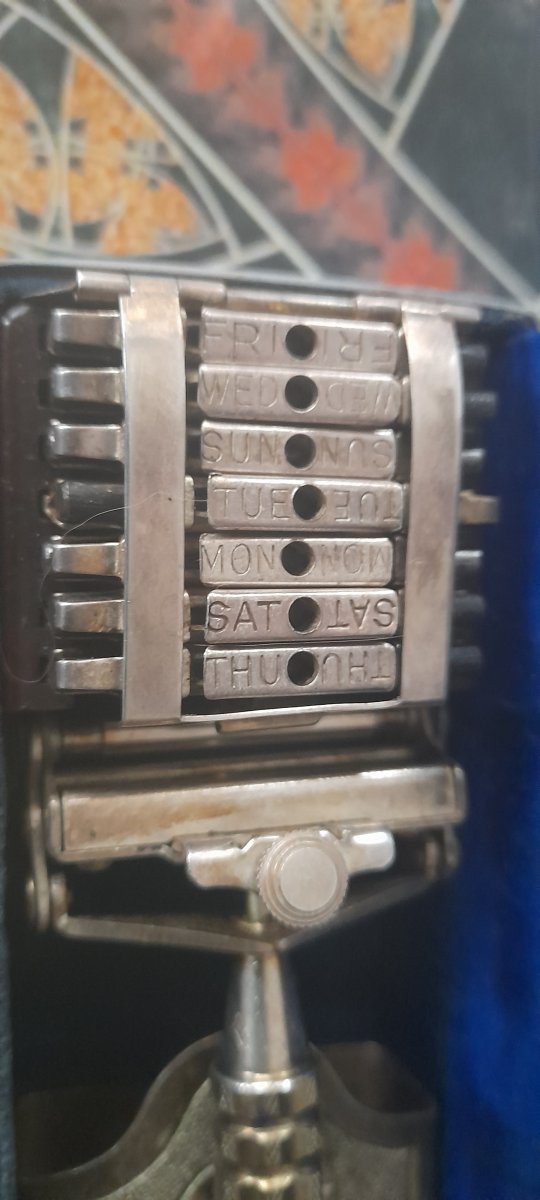 FRI FRI
WED WED
SUN SUN
TUE TUE
MON MON
SAT SAT
THU THU